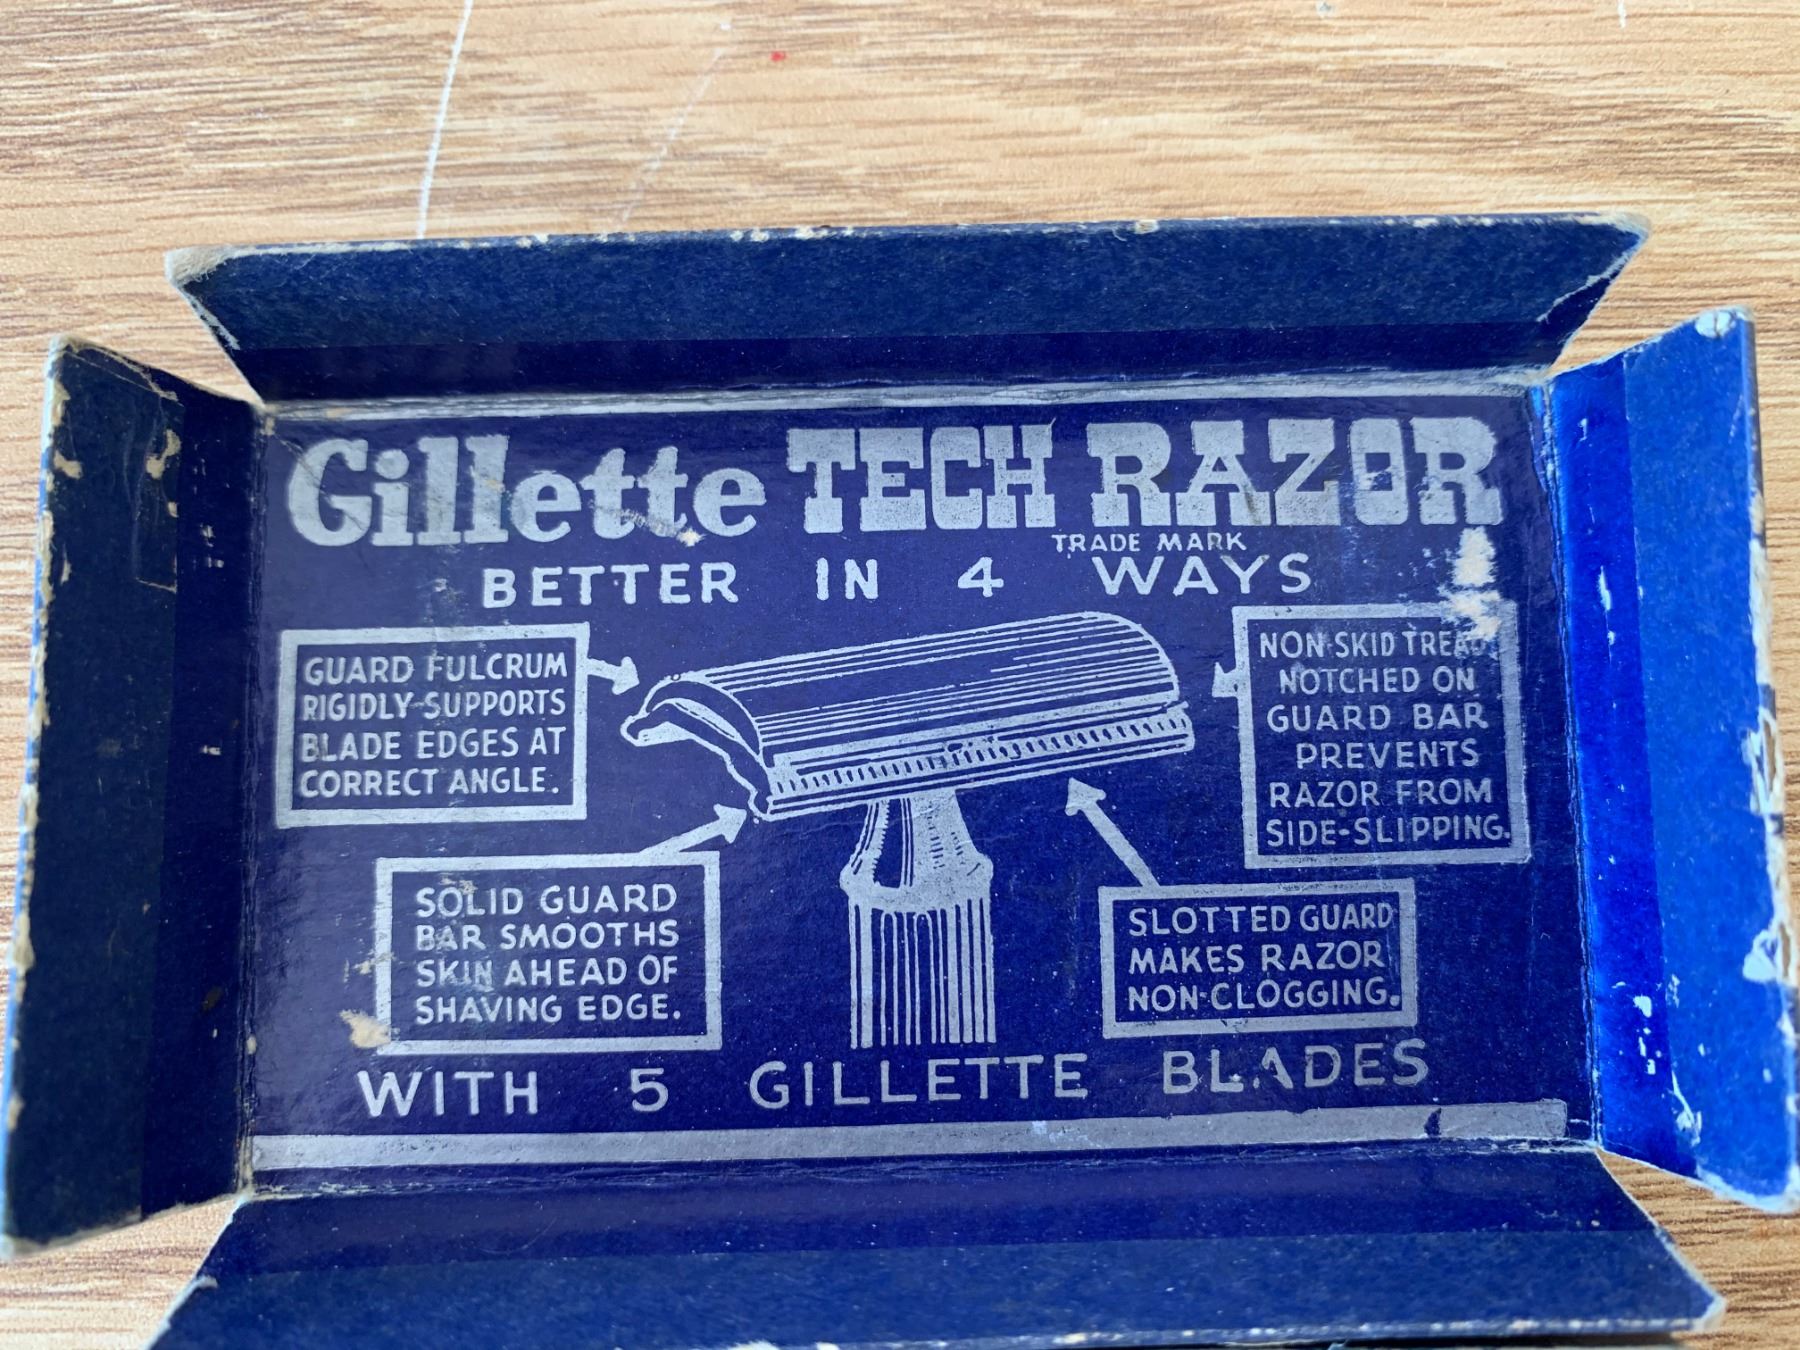 Gillette TECH RAZOR
TRADE MARK
BETTER IN 4 WAYS
GUARD FULCRUM
RIGIDLY SUPPORTS
BLADE EDGES AT
CORRECT ANGLE.
NON-SKID TREAD
NOTCHED ON
GUARD BAR
PREVENTS
RAZOR FROM
SIDE-SLIPPING.
SOLID GUARD
BAR SMOOTHS
SKIN AHEAD OF
SHAVING EDGE.
SLOTTED GUARD
MAKES RAZOR
NON-CLOGGING.
WITH 5 GILLETTE BLADES